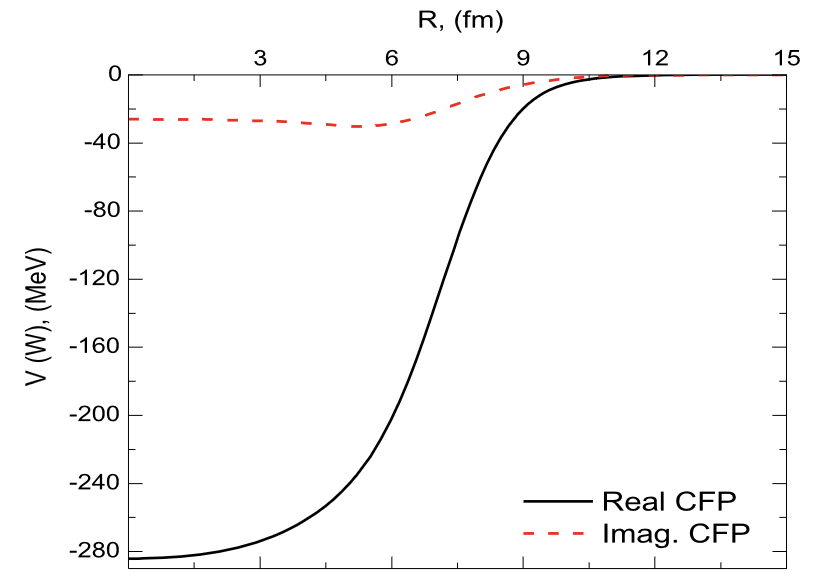 R, (fm)
3 6 9 12 15
0
-40
-80
-120
-160
-200
-240
-280
V (W), (MeV)
Real CFP
Imag. CFP